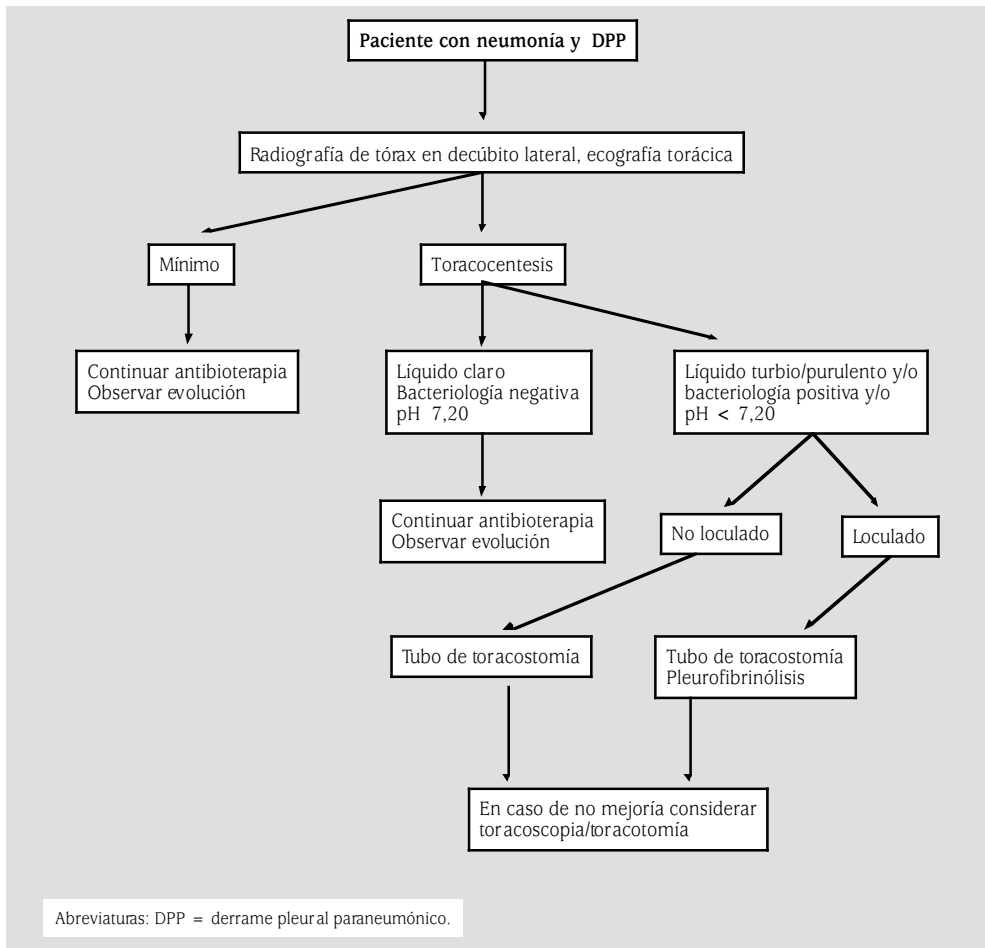 Paciente con neumonía y DPP
Radiografía de tórax en decúbito lateral, ecografía torácica
Mínimo
Toracocentesis
Continuar antibioterapia
Observar evolución
Líquido claro
Bacteriología negativa
pH 7,20
Líquido turbio/purulento y/o
bacteriología positiva y/o
pH < 7,20
Continuar antibioterapia
Observar evolución
No loculado
Loculado
Tubo de toracostomía
Tubo de toracostomía
Pleurofibrinólisis
En caso de no mejoría considerar
toracoscopia/toracotomía
Abreviaturas: DPP = derrame pleural paraneumónico.